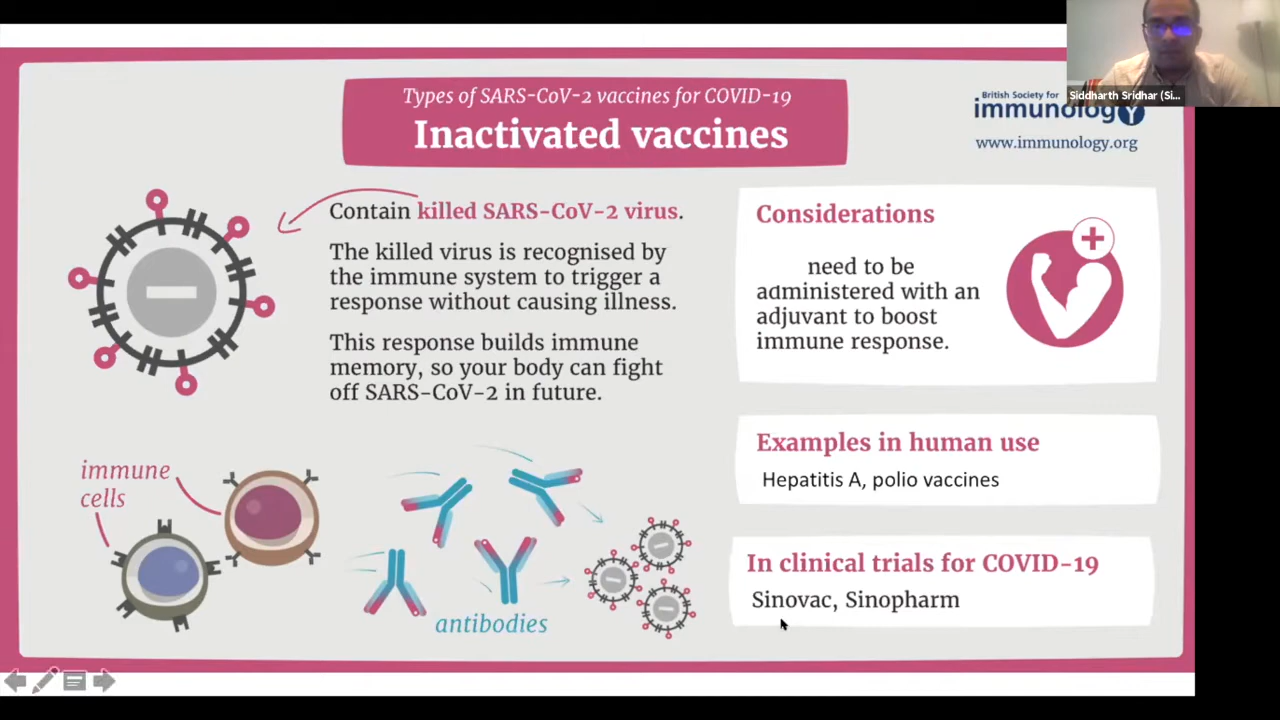 Types of SARS-CoV-2 vaccines for COVID-19
Inactivated vaccines
British Society for
immunology
www.immunology.org
Siddharth Sridhar (Si...
Contain killed SARS-CoV-2 virus.
The killed virus is recognised by
the immune system to trigger a
response without causing illness.
This response builds immune
memory, so your body can fight
off SARS-CoV-2 in future.
immune
cells
antibodies
Considerations
need to be
administered with an
adjuvant to boost
immune response.
Examples in human use
Hepatitis A, polio vaccines
In clinical trials for COVID-19
Sinovac, Sinopharm